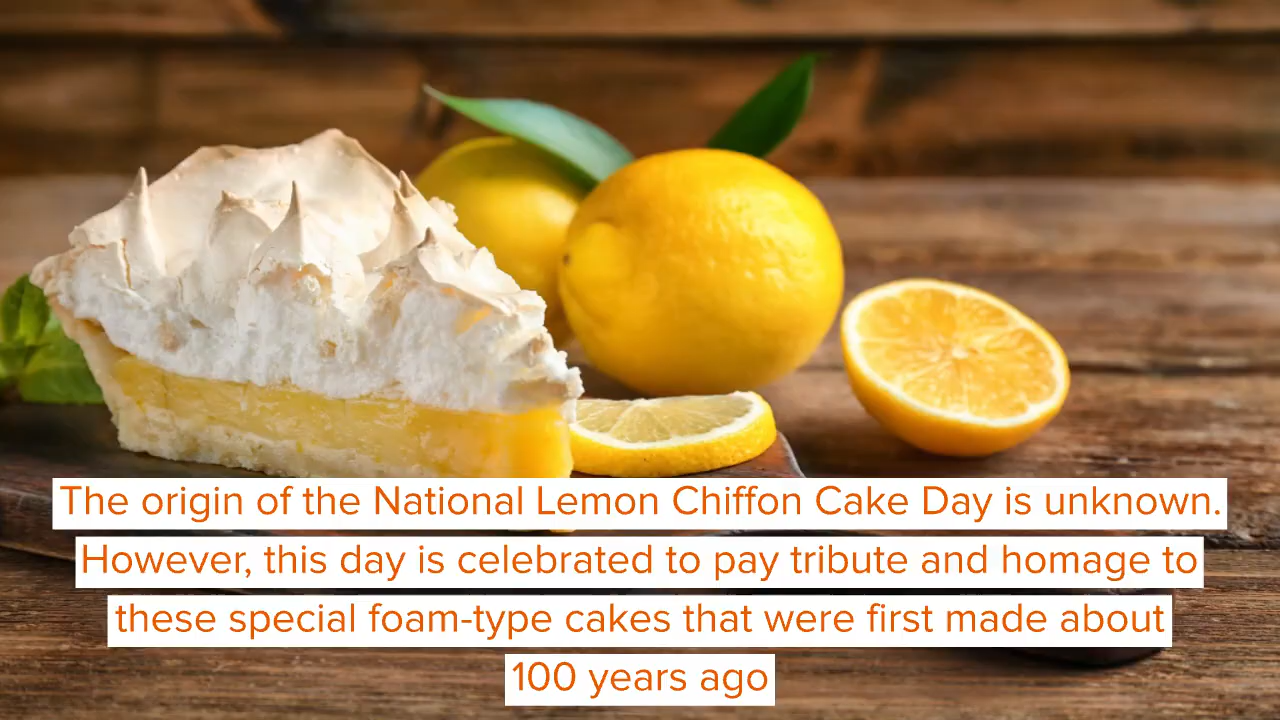 The origin of the National Lemon Chiffon Cake Day is unknown.
However, this day is celebrated to pay tribute and homage to
these special foam-type cakes that were first made about
100 years ago